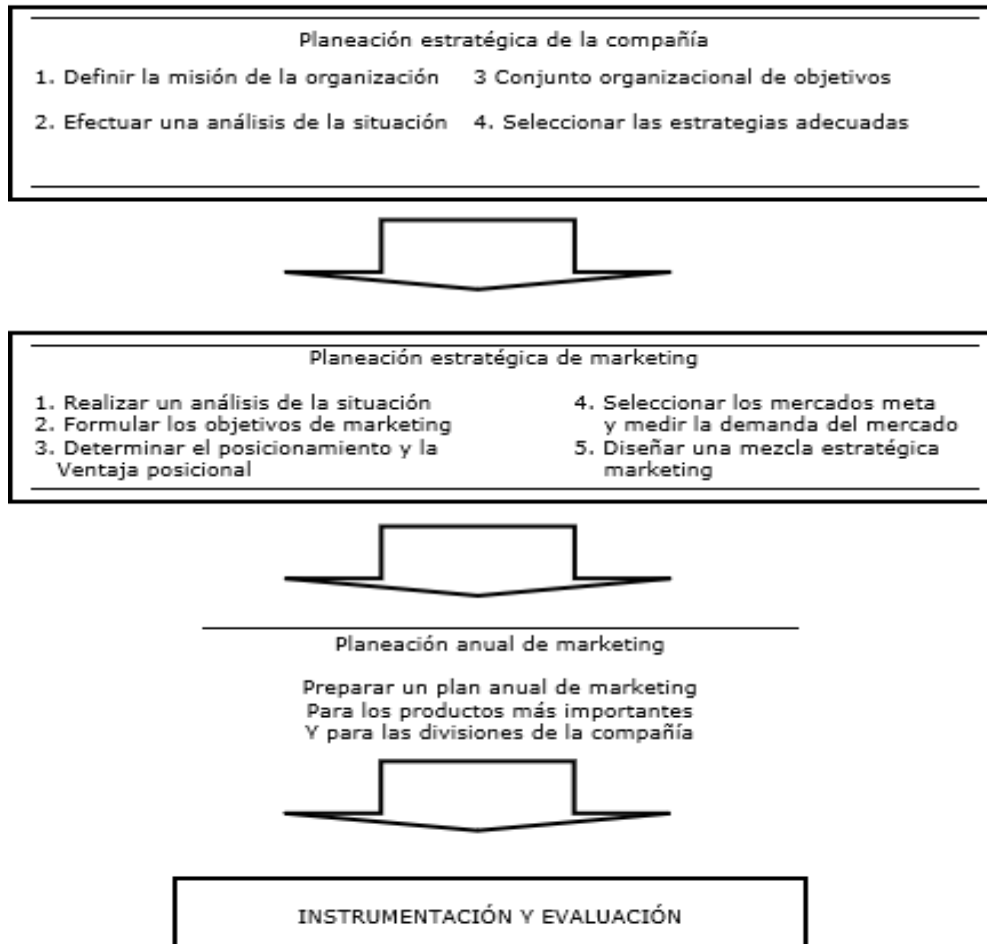 Planeación estratégica de la compañía
1. Definir la misión de la organización 3 Conjunto organizacional de objetivos
2. Efectuar una análisis de la situación 4. Seleccionar las estrategias adecuadas
Planeación estratégica de marketing
1. Realizar un análisis de la situación
2. Formular los objetivos de marketing
3. Determinar el posicionamiento y la
Ventaja posicional
4. Seleccionar los mercados meta
y medir la demanda del mercado
5. Diseñar una mezcla estratégica
marketing
Planeación anual de marketing
Preparar un plan anual de marketing
Para los productos más importantes
Y para las divisiones de la compañía
INSTRUMENTACIÓN Y EVALUACIÓN